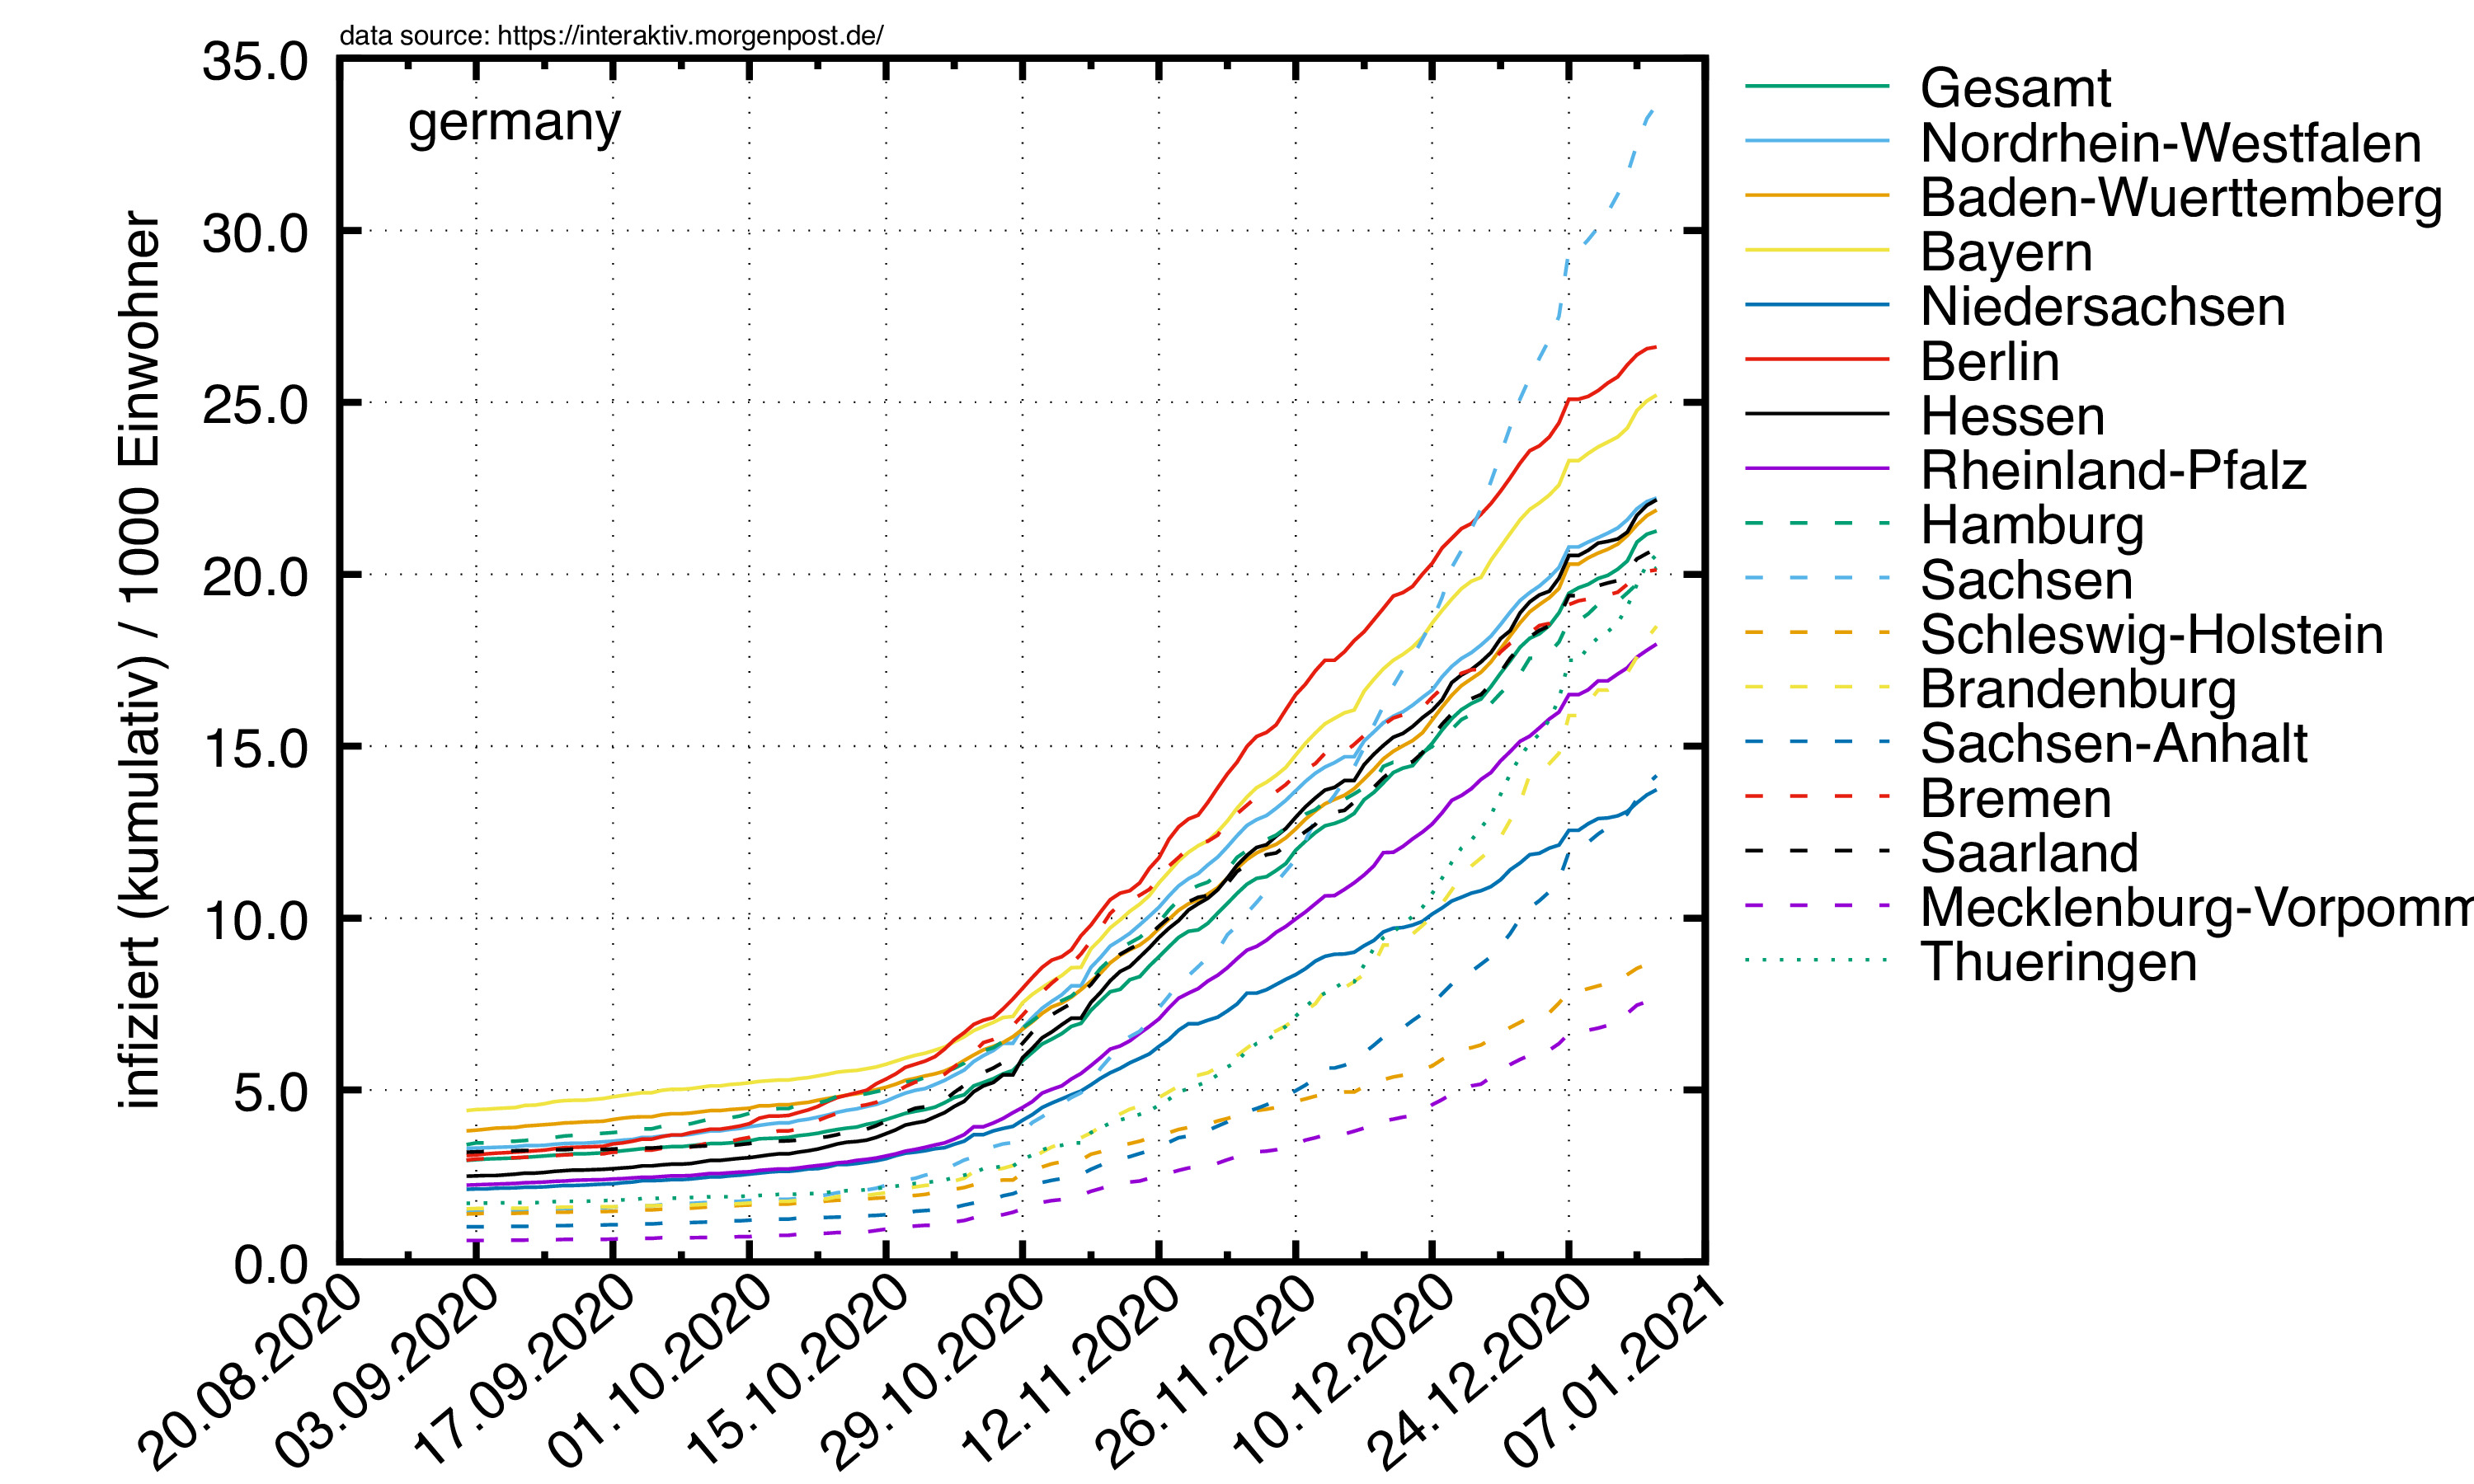 data source: https://interaktiv.morgenpost.de/
germany
infiziert (kumulativ) / 1000 Einwohner
35.0
30.0
25.0
20.0
15.0
10.0
5.0
0.0
20.08.2020
03.09.2020
17.09.2020
01.10.2020
15.10.2020
29.10.2020
12.11.2020
26.11.2020
10.12.2020
24.12.2020
07.01.2021
Gesamt
Nordrhein-Westfalen
Baden-Wuerttemberg
Bayern
Niedersachsen
Berlin
Hessen
Rheinland-Pfalz
Hamburg
Sachsen
Schleswig-Holstein
Brandenburg
Sachsen-Anhalt
Bremen
Saarland
Mecklenburg-Vorpomm
Thueringen